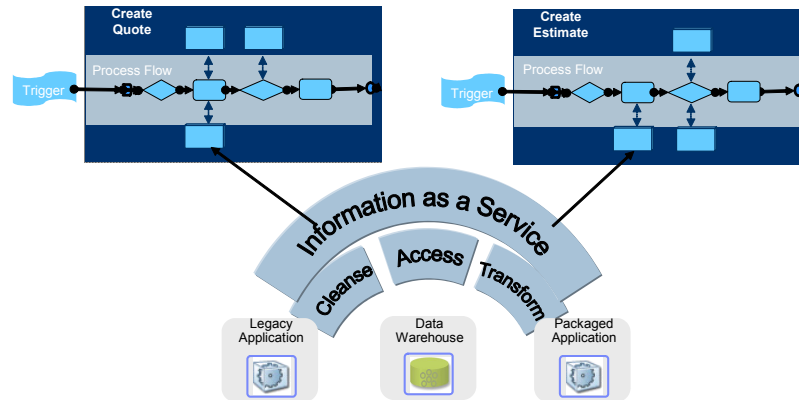 Create
Quote
Process Flow
Trigger
Create
Estimate
Process Flow
Trigger
Information as a Service
Cleanse
Access
Transform
Legacy
Application
Data
Warehouse
Packaged
Application